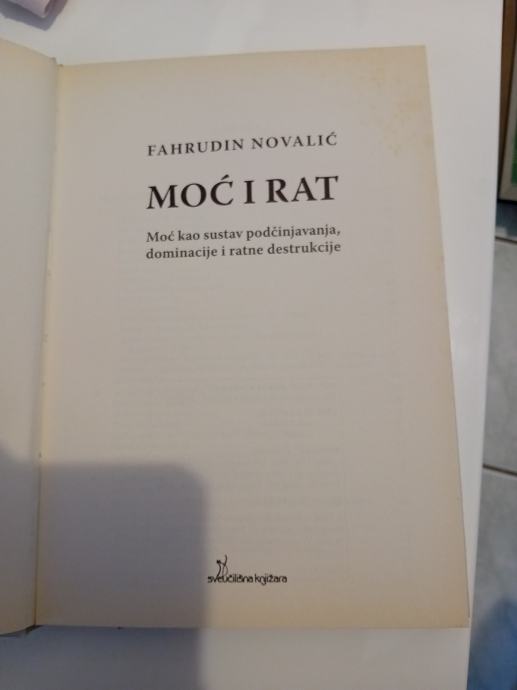 FAHRUDIN NOVALIĆ
MOĆ I RAT
Moć kao sustav podčinjavanja,
dominacije i ratne destrukcije
sveučilišna knjižara